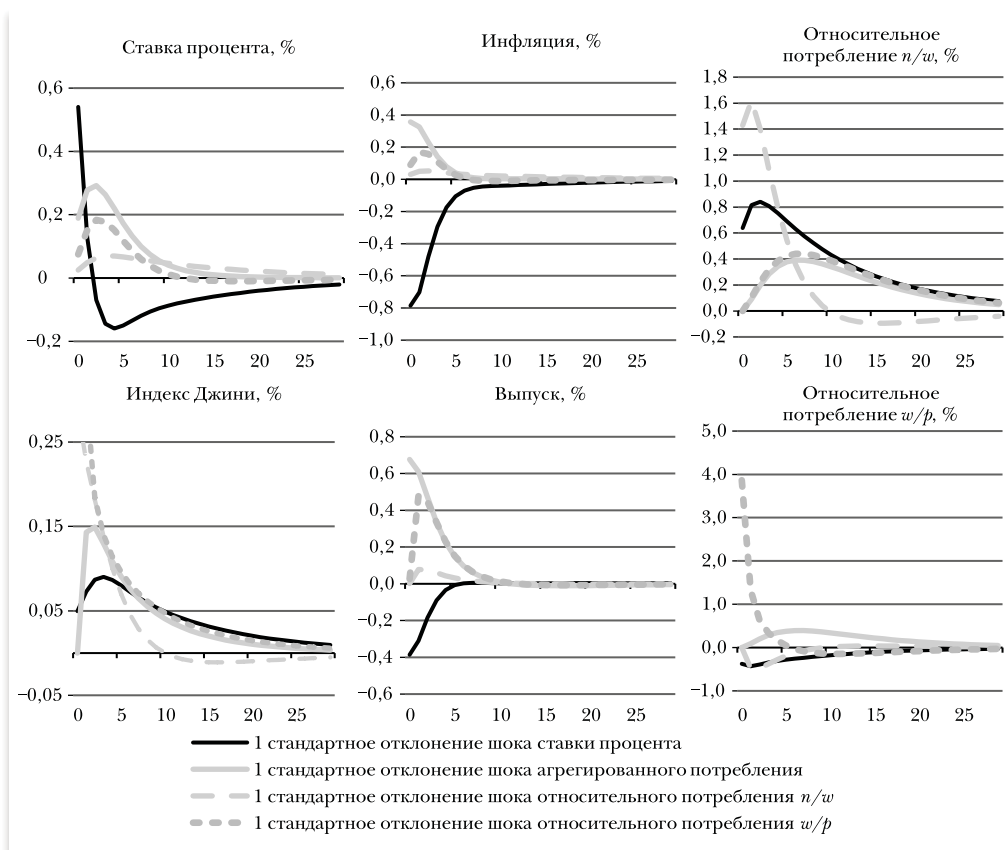 Ставка процента, %
0,6
0,4
0,2
0
−0,2
0 5 10 15 20 25
Инфляция, %
0,6
0,4
0,2
0,0
−0,2
−0,4
−0,6
−0,8
−1,0
0 5 10 15 20 25
Относительное
потребление n/w, %
1,8
1,6
1,4
1,2
1,0
0,8
0,6
0,4
0,2
0,0
−0,2
0 5 10 15 20 25
Индекс Джини, %
0,25
0,15
0,05
−0,05
0 5 10 15 20 25
Выпуск, %
0,8
0,6
0,4
0,2
0,0
−0,2
−0,4
−0,6
0 5 10 15 20 25
Относительное
потребление w/p, %
5,0
4,0
3,0
2,0
1,0
0,0
−1,0
0 5 10 15 20 25
1 стандартное отклонение шока ставки процента
1 стандартное отклонение шока агрегированного потребления
1 стандартное отклонение шока относительного потребления n/w
1 стандартное отклонение шока относительного потребления w/p